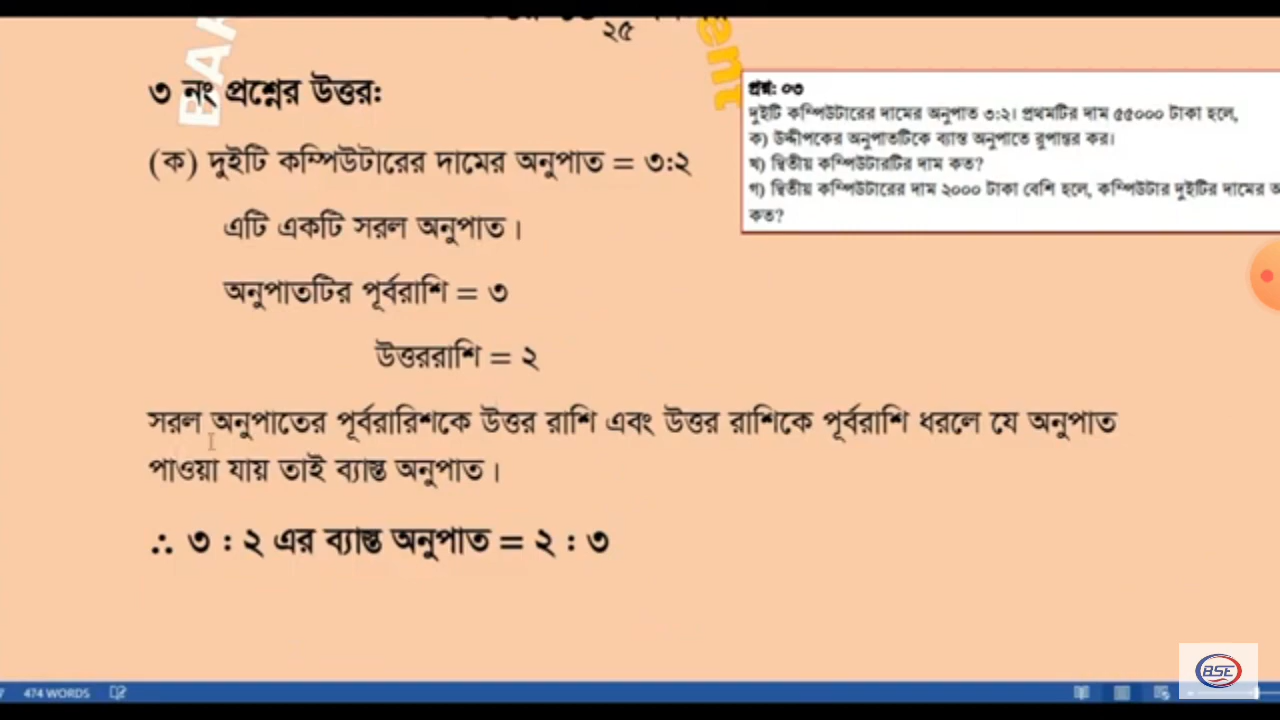 ২৫
৩ নং প্রশ্নের উত্তর:
(ক) দুইটি কম্পিউটারের দামের অনুপাত = ৩:২
এটি একটি সরল অনুপাত।
অনুপাতটির পূর্বরাশি = ৩
উত্তররাশি = ২
সরল অনুপাতের পূর্বরারিশকে উত্তর রাশি এবং উত্তর রাশিকে পূর্বরাশি ধরলে যে অনুপাত
পাওয়া যায় তাই ব্যাস্ত অনুপাত।
∴ ৩ : ২ এর ব্যাস্ত অনুপাত = ২ : ৩
প্রশ্ন: ০৩
দুইটি কম্পিউটারের দামের অনুপাত ৩:২। প্রথমটির দাম ৫৫০০০ টাকা হলে,
ক) উদ্দীপকের অনুপাতটিকে ব্যাস্ত অনুপাতে রুপান্তর কর।
খ) দ্বিতীয় কম্পিউটারটির দাম কত?
গ) দ্বিতীয় কম্পিউটারের দাম ২০০০ টাকা বেশি হলে, কম্পিউটার দুইটির দামের
কত?
474 WORDS
BSE